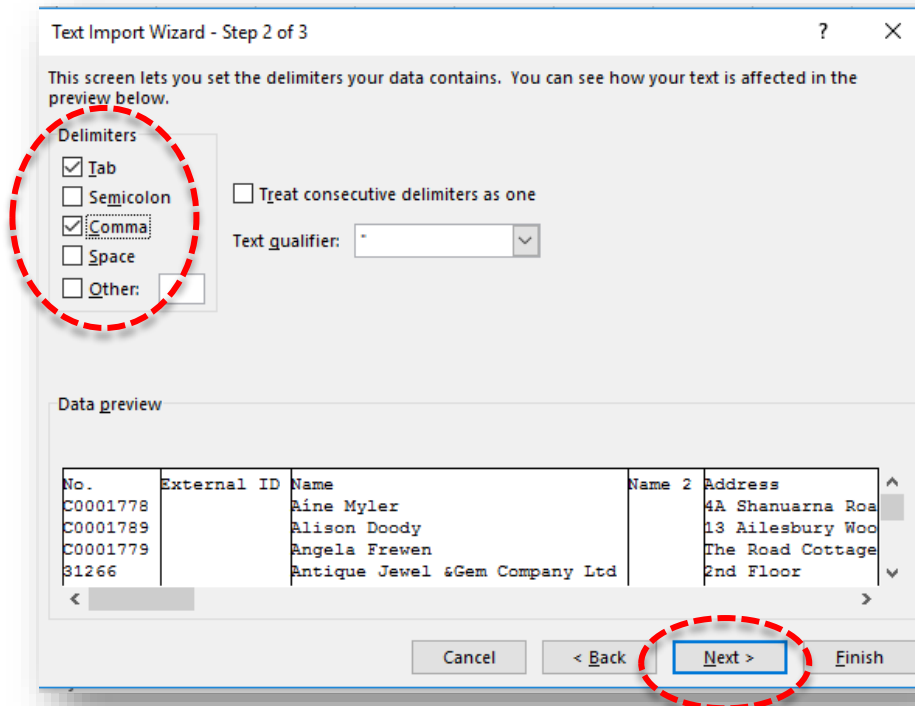 Text Import Wizard - Step 2 of 3 ? ×
This screen lets you set the delimiters your data contains.  You can see how your text is affected in the
preview below.
Delimiters
Tab
Semicolon
Comma
Space
Other:
Treat consecutive delimiters as one
Text qualifier: "
Data preview
No. External ID Name Name 2 Address
C0001778 Aíne Myler 4A Shanuarna Roa
C0001789 Alison Doody 13 Ailesbury Woo
C0001779 Angela Frewen The Road Cottage
31266 Antique Jewel &Gem Company Ltd 2nd Floor
Cancel < Back Next > Finish